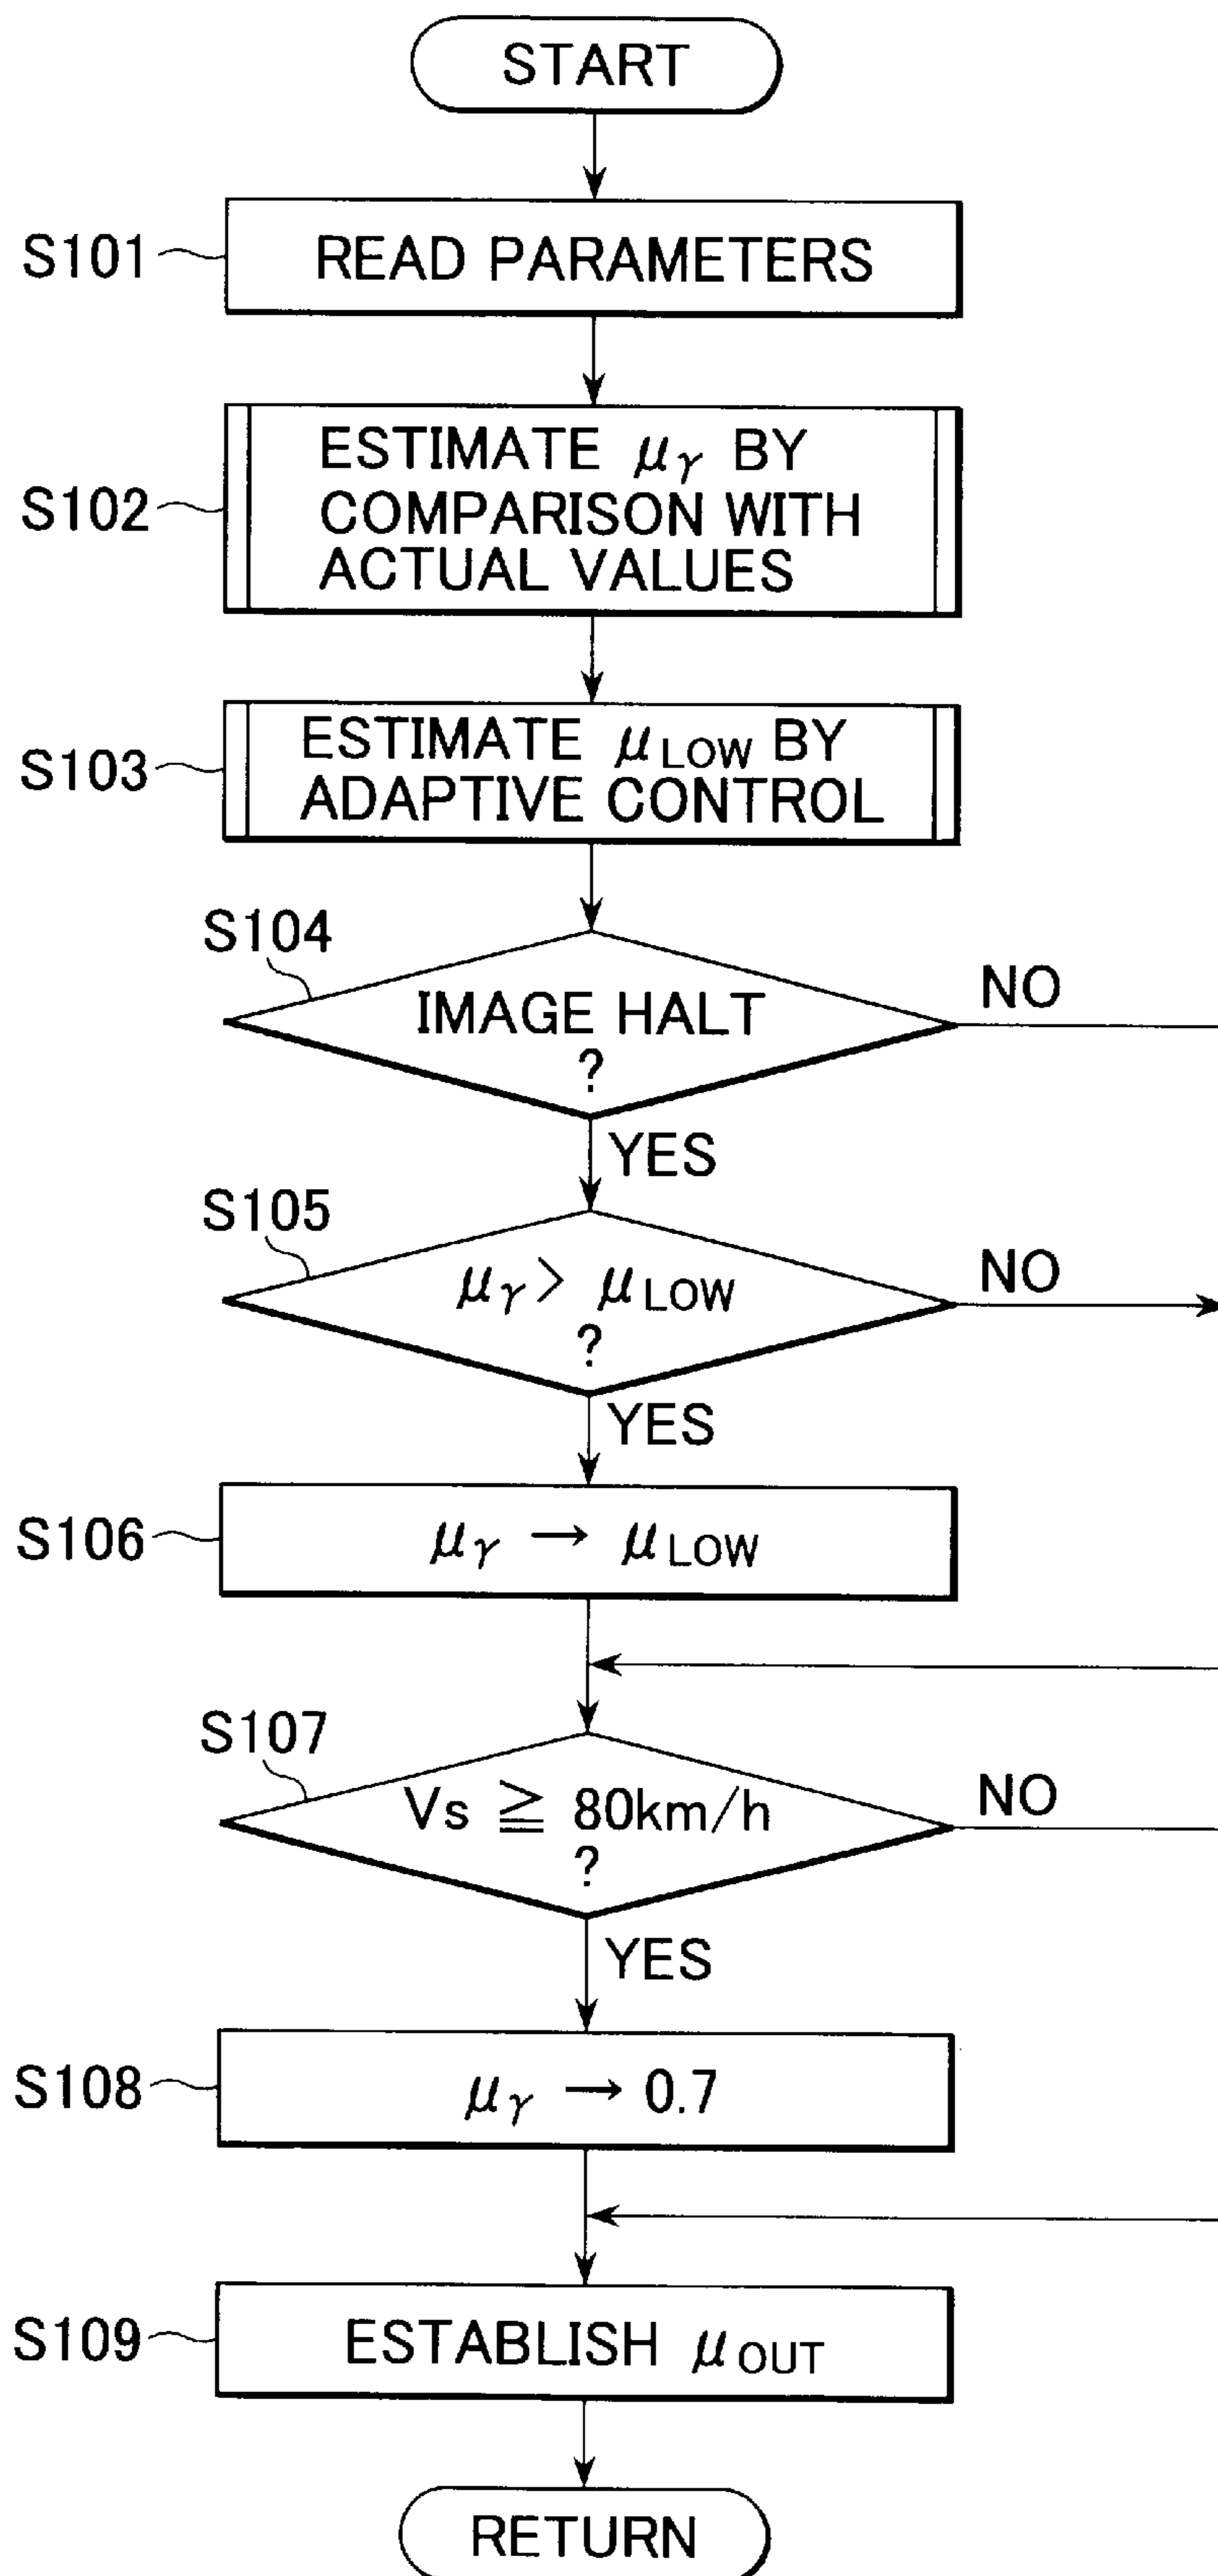 START
S101
READ PARAMETERS
S102
ESTIMATE μγ BY
COMPARISON WITH
ACTUAL VALUES
S103
ESTIMATE μLOW BY
ADAPTIVE CONTROL
S104
IMAGE HALT
?
NO
YES
S105
μγ > μLOW
?
NO
YES
S106
μγ → μLOW
S107
Vs ≧ 80km/h
?
NO
YES
S108
μγ → 0.7
S109
ESTABLISH μOUT
RETURN